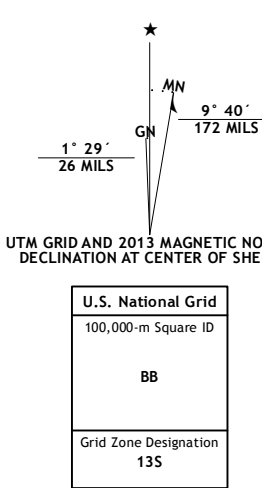 ★
MN
GN
9° 40´
172 MILS
1° 29´
26 MILS
UTM GRID AND 2013 MAGNETIC NO
DECLINATION AT CENTER OF SHE
U.S. National Grid
100,000-m Square ID
BB
Grid Zone Designation
13S